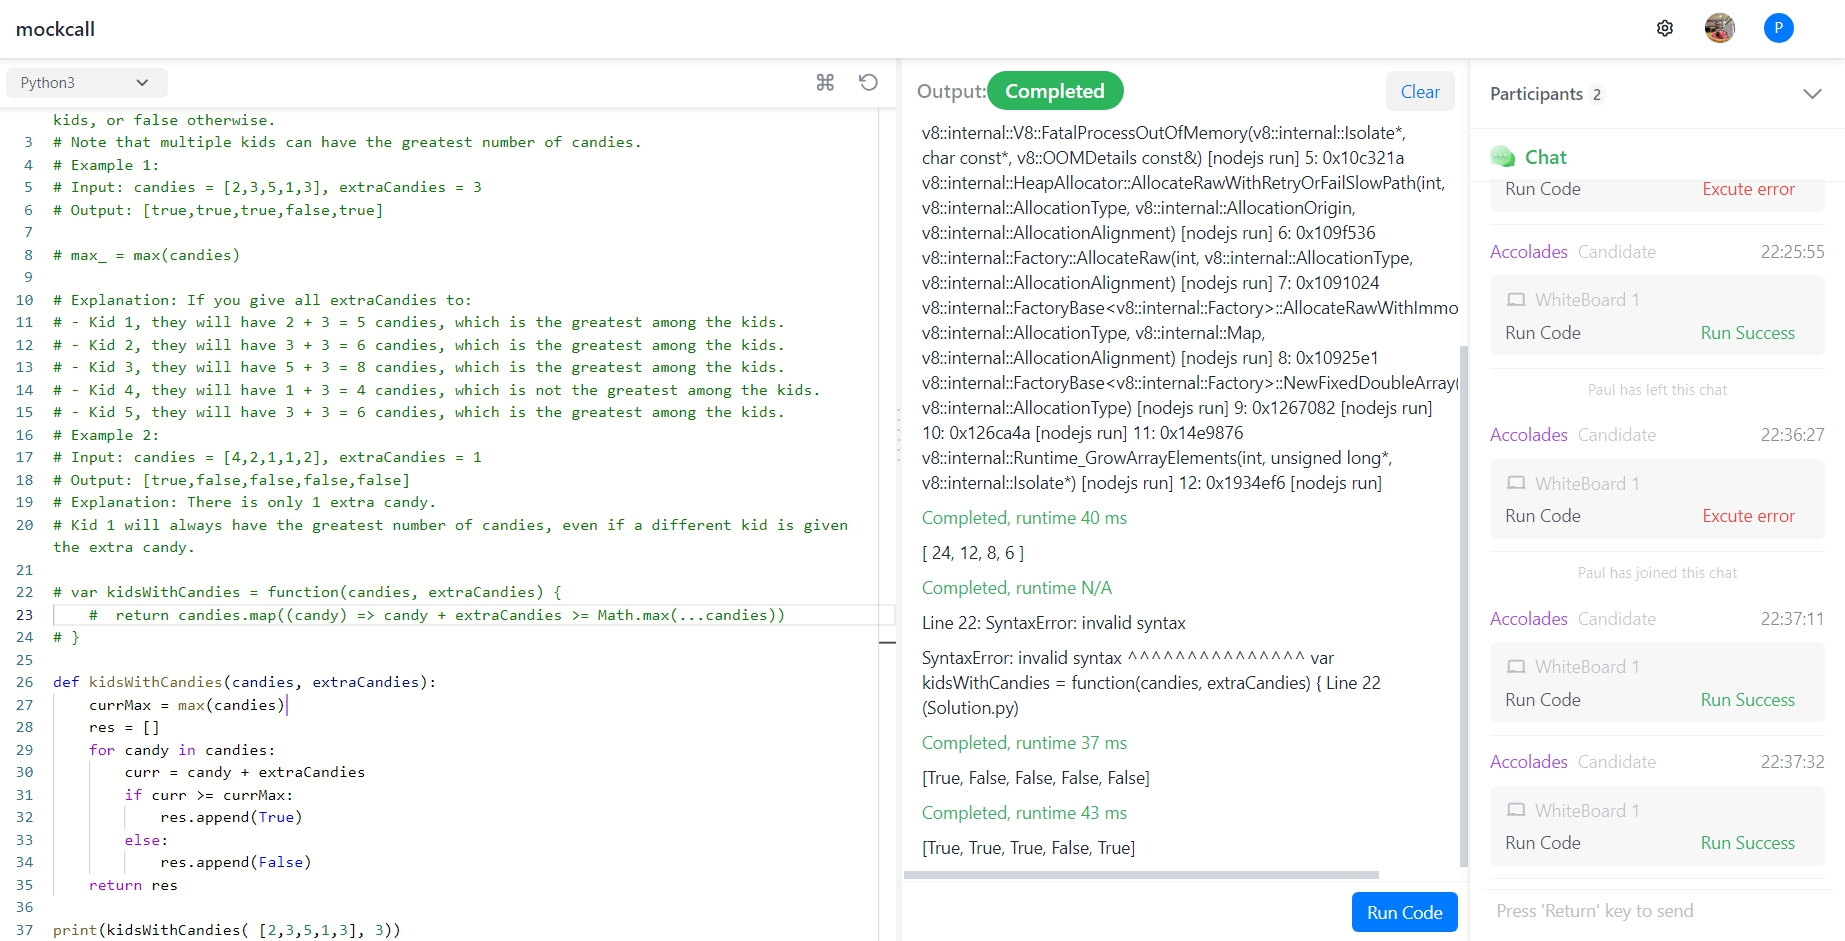 mockcall
P
Python3
kids, or false otherwise.
3 # Note that multiple kids can have the greatest number of candies.
4 # Example 1:
5 # Input: candies = [2,3,5,1,3], extraCandies = 3
6 # Output: [true,true,true,false,true]
7
8 # max_ = max(candies)
9
10 # Explanation: If you give all extraCandies to:
11 # - Kid 1, they will have 2 + 3 = 5 candies, which is the greatest among the kids.
12 # - Kid 2, they will have 3 + 3 = 6 candies, which is the greatest among the kids.
13 # - Kid 3, they will have 5 + 3 = 8 candies, which is the greatest among the kids.
14 # - Kid 4, they will have 1 + 3 = 4 candies, which is not the greatest among the kids.
15 # - Kid 5, they will have 3 + 3 = 6 candies, which is the greatest among the kids.
16 # Example 2:
17 # Input: candies = [4,2,1,1,2], extraCandies = 1
18 # Output: [true,false,false,false,false]
19 # Explanation: There is only 1 extra candy.
20 # Kid 1 will always have the greatest number of candies, even if a different kid is given
the extra candy.
21
22 # var kidsWithCandies = function(candies, extraCandies) {
23 #  return candies.map((candy) => candy + extraCandies >= Math.max(...candies))
24 # }
25
26 def kidsWithCandies(candies, extraCandies):
27 currMax = max(candies)
28 res = []
29 for candy in candies:
30 curr = candy + extraCandies
31 if curr >= currMax:
32 res.append(True)
33 else:
34 res.append(False)
35 return res
36
37 print(kidsWithCandies( [2,3,5,1,3], 3))
Output: Completed
Clear
v8::internal::V8::FatalProcessOutOfMemory(v8::internal::Isolate*,
char const*, v8::OOMDetails const&) [nodejs run] 5: 0x10c321a
v8::internal::HeapAllocator::AllocateRawWithRetryOrFailSlowPath(int,
v8::internal::AllocationType, v8::internal::AllocationOrigin,
v8::internal::AllocationAlignment) [nodejs run] 6: 0x109f536
v8::internal::Factory::AllocateRaw(int, v8::internal::AllocationType,
v8::internal::AllocationAlignment) [nodejs run] 7: 0x1091024
v8::internal::FactoryBase<v8::internal::Factory>::AllocateRawWithImmo
v8::internal::AllocationType, v8::internal::Map,
v8::internal::AllocationAlignment) [nodejs run] 8: 0x10925e1
v8::internal::FactoryBase<v8::internal::Factory>::NewFixedDoubleArray(
v8::internal::AllocationType) [nodejs run] 9: 0x1267082 [nodejs run]
10: 0x126ca4a [nodejs run] 11: 0x14e9876
v8::internal::Runtime_GrowArrayElements(int, unsigned long*,
v8::internal::Isolate*) [nodejs run] 12: 0x1934ef6 [nodejs run]
Completed, runtime 40 ms
[ 24, 12, 8, 6 ]
Completed, runtime N/A
Line 22: SyntaxError: invalid syntax
SyntaxError: invalid syntax ^^^^^^^^^^^^^^^ var
kidsWithCandies = function(candies, extraCandies) { Line 22
(Solution.py)
Completed, runtime 37 ms
[True, False, False, False, False]
Completed, runtime 43 ms
[True, True, True, False, True]
Run Code
Participants 2
Chat
Run Code Excute error
Accolades Candidate 22:25:55
WhiteBoard 1
Run Code Run Success
Paul has left this chat
Accolades Candidate 22:36:27
WhiteBoard 1
Run Code Excute error
Paul has joined this chat
Accolades Candidate 22:37:11
WhiteBoard 1
Run Code Run Success
Accolades Candidate 22:37:32
WhiteBoard 1
Run Code Run Success
Press 'Return' key to send